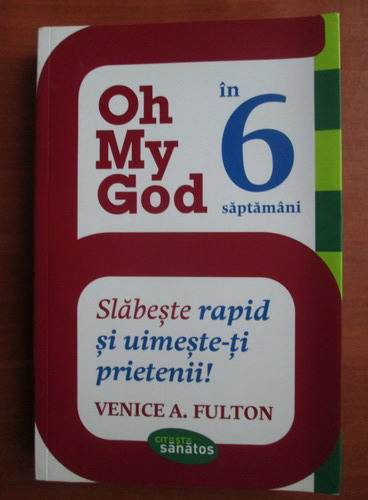 Oh
My
God
în
6
săptămâni
Slăbește rapid
și uimește-ți
prietenii!
VENICE A. FULTON
CITEȘTE
sănătos